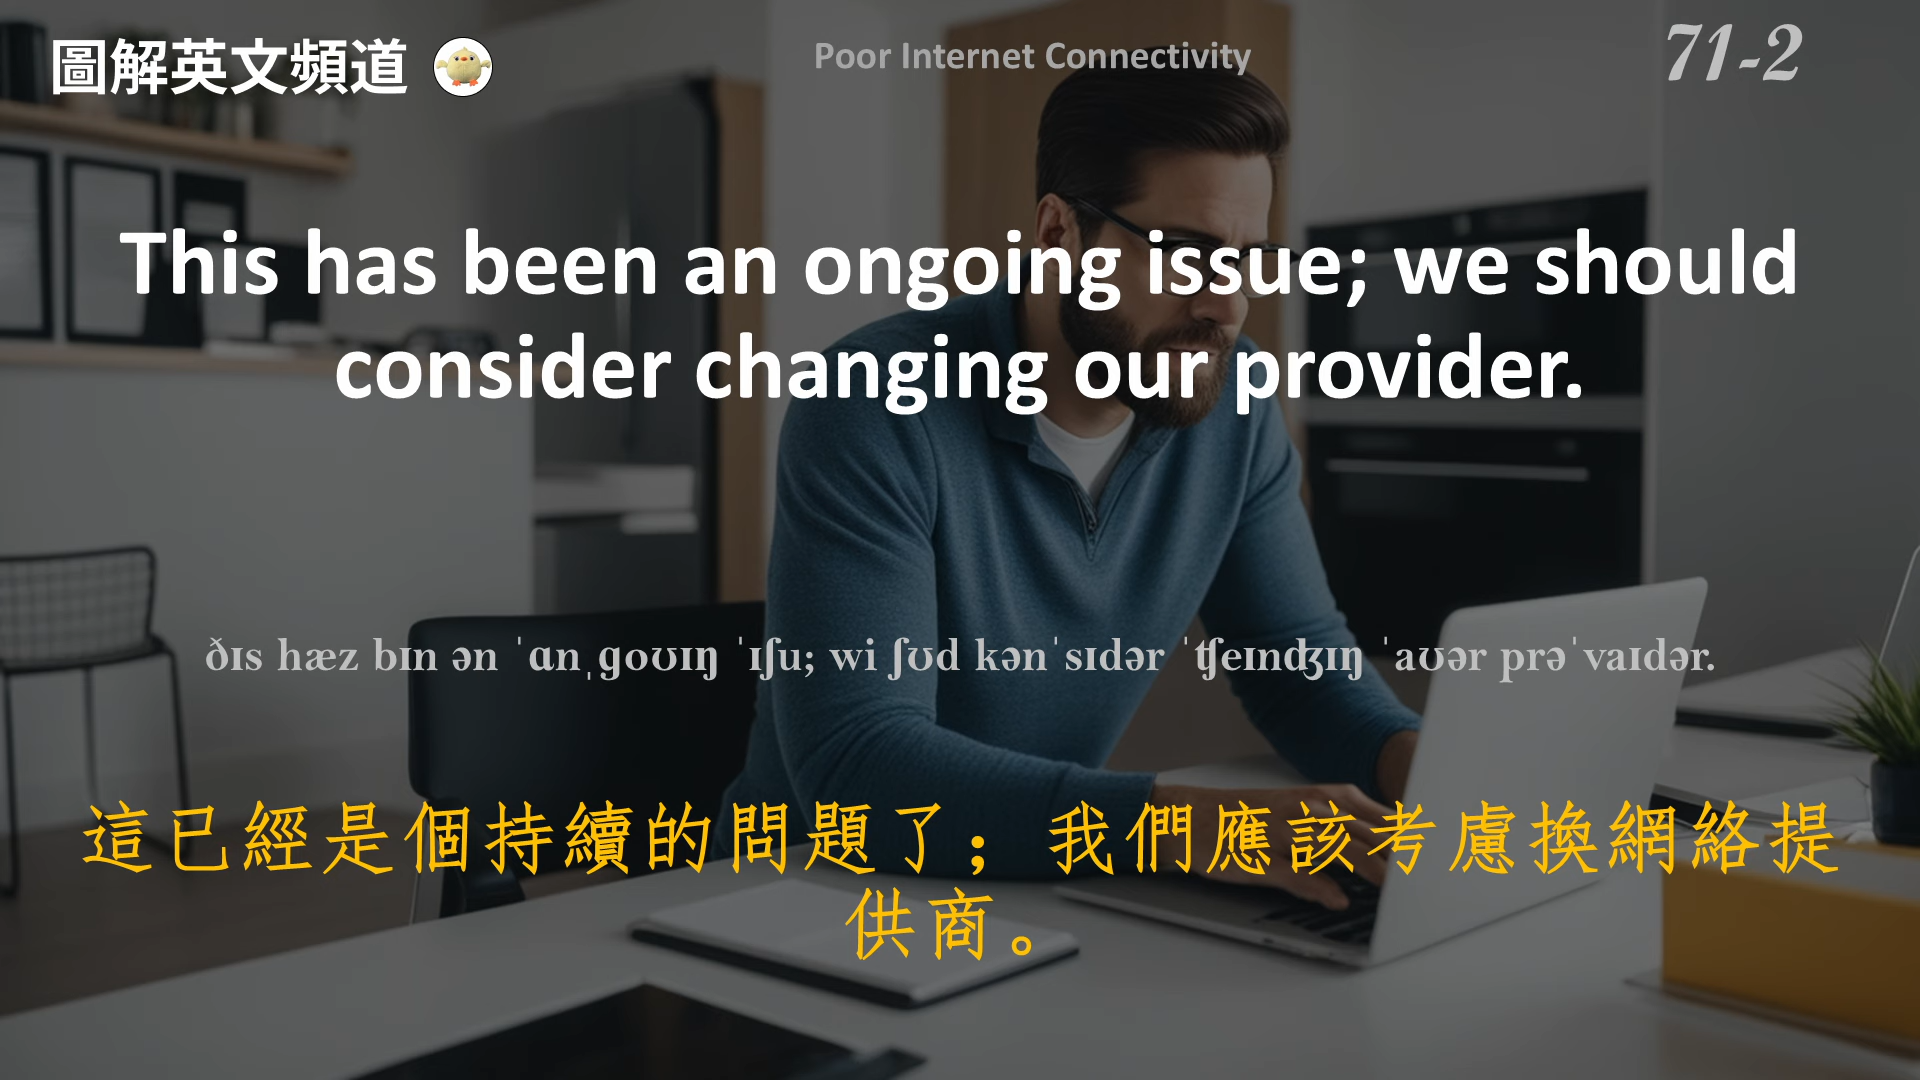 圖解英文頻道
Poor Internet Connectivity
71-2
This has been an ongoing issue; we should
consider changing our provider.
ðɪs hæz bɪn ən ˈɑnˌɡoʊɪŋ ˈɪʃu; wi ʃʊd kənˈsɪdər ˈʧeɪnʤɪŋ ˈaʊər prəˈvaɪdər.
這已經是個持續的問題了；我們應該考慮換網絡提
供商。